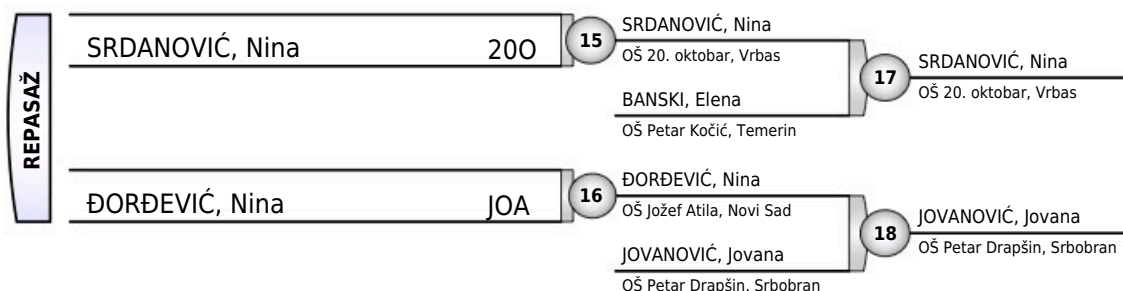 REPASAŽ
SRDANOVIĆ, Nina 20O
15
SRDANOVIĆ, Nina
OŠ 20. oktobar, Vrbas
BANSKI, Elena
OŠ Petar Kočić, Temerin
17
SRDANOVIĆ, Nina
OŠ 20. oktobar, Vrbas
ĐORĐEVIĆ, Nina JOA
16
ĐORĐEVIĆ, Nina
OŠ Jožef Atila, Novi Sad
JOVANOVIĆ, Jovana
OŠ Petar Drapšin, Srbobran
18
JOVANOVIĆ, Jovana
OŠ Petar Drapšin, Srbobran